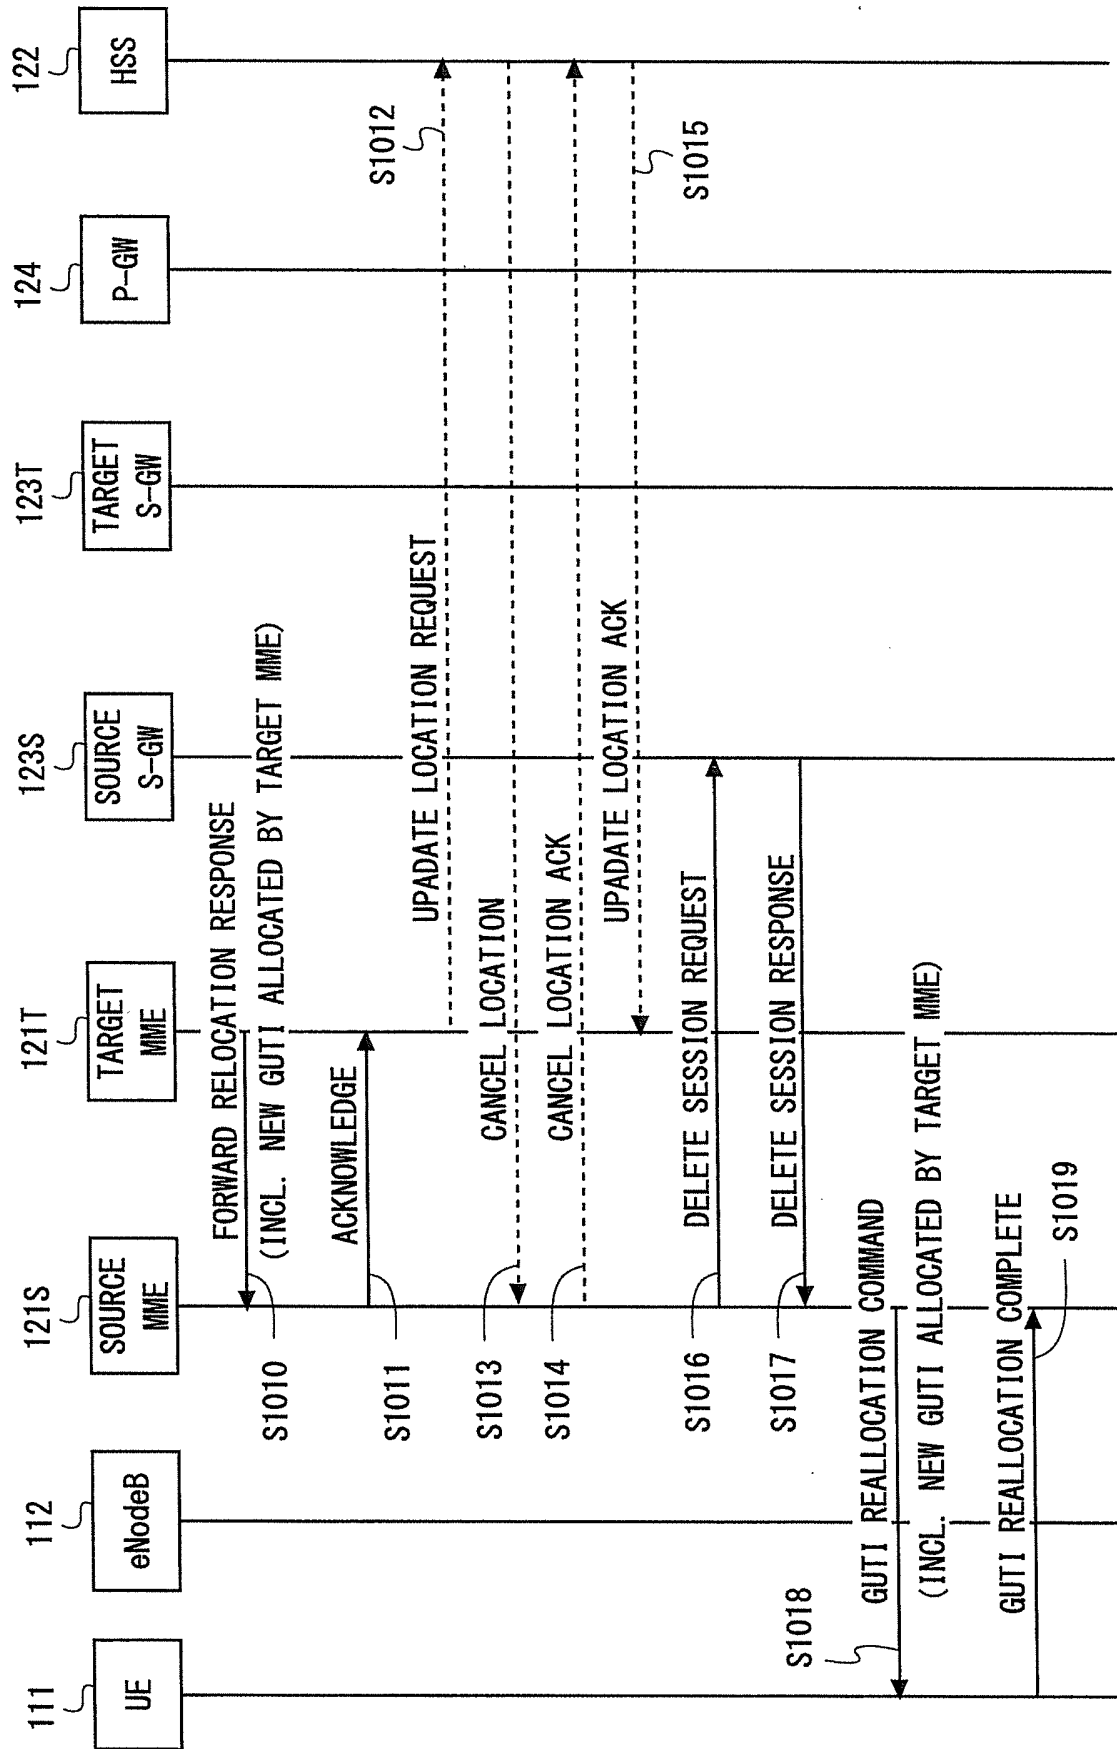 111
UE
112
eNodeB
121S
SOURCE
MME
121T
TARGET
MME
123S
SOURCE
S-GW
123T
TARGET
S-GW
124
P-GW
122
HSS
S1010
FORWARD RELOCATION RESPONSE
(INCL. NEW GUTI ALLOCATED BY TARGET MME)
S1011
ACKNOWLEDGE
UPADATE LOCATION REQUEST
S1012
S1013
CANCEL LOCATION
S1014
CANCEL LOCATION ACK
UPADATE LOCATION ACK
S1015
S1016
DELETE SESSION REQUEST
S1017
DELETE SESSION RESPONSE
S1018
GUTI REALLOCATION COMMAND
(INCL. NEW GUTI ALLOCATED BY TARGET MME)
GUTI REALLOCATION COMPLETE
S1019